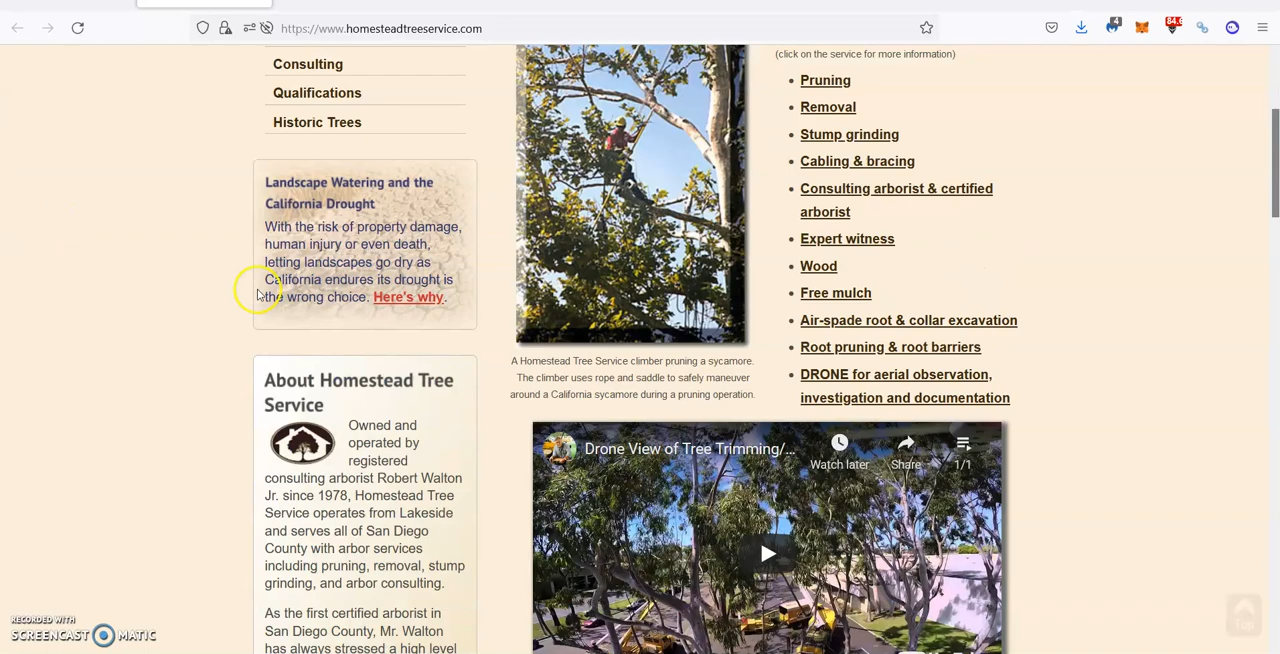 https://www.homesteadtreeservice.com
4
84.6
Consulting
Qualifications
Historic Trees
Landscape Watering and the
California Drought
With the risk of property damage,
human injury or even death,
letting landscapes go dry as
California endures its drought is
the wrong choice. Here's why.
About Homestead Tree
Service
Owned and
operated by
registered
consulting arborist Robert Walton
Jr. since 1978, Homestead Tree
Service operates from Lakeside
and serves all of San Diego
County with arbor services
including pruning, removal, stump
grinding, and arbor consulting.
As the first certified arborist in
San Diego County, Mr. Walton
has always stressed a high level
A Homestead Tree Service climber pruning a sycamore.
The climber uses rope and saddle to safely maneuver
around a California sycamore during a pruning operation.
(click on the service for more information)
Pruning
Removal
Stump grinding
Cabling & bracing
Consulting arborist & certified
arborist
Expert witness
Wood
Free mulch
Air-spade root & collar excavation
Root pruning & root barriers
DRONE for aerial observation,
investigation and documentation
Drone View of Tree Trimming/...
Watch later
Share
1/1
Top
RECORDED WITH
SCREENCAST MATIC